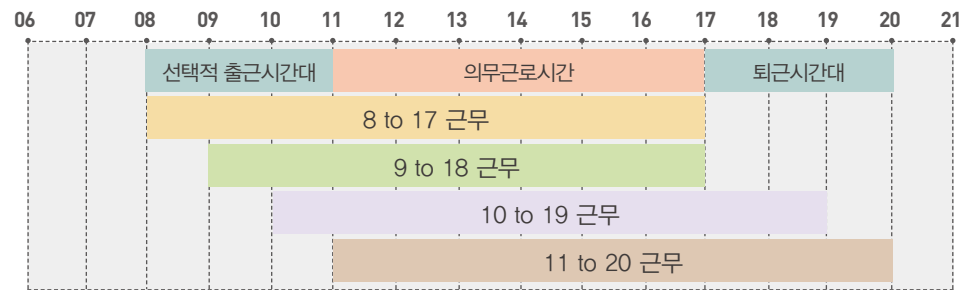 06 07 08 09 10 11 12 13 14 15 16 17 18 19 20 21
선택적 출근시간대 의무근로시간 퇴근시간대
8 to 17 근무
9 to 18 근무
10 to 19 근무
11 to 20 근무